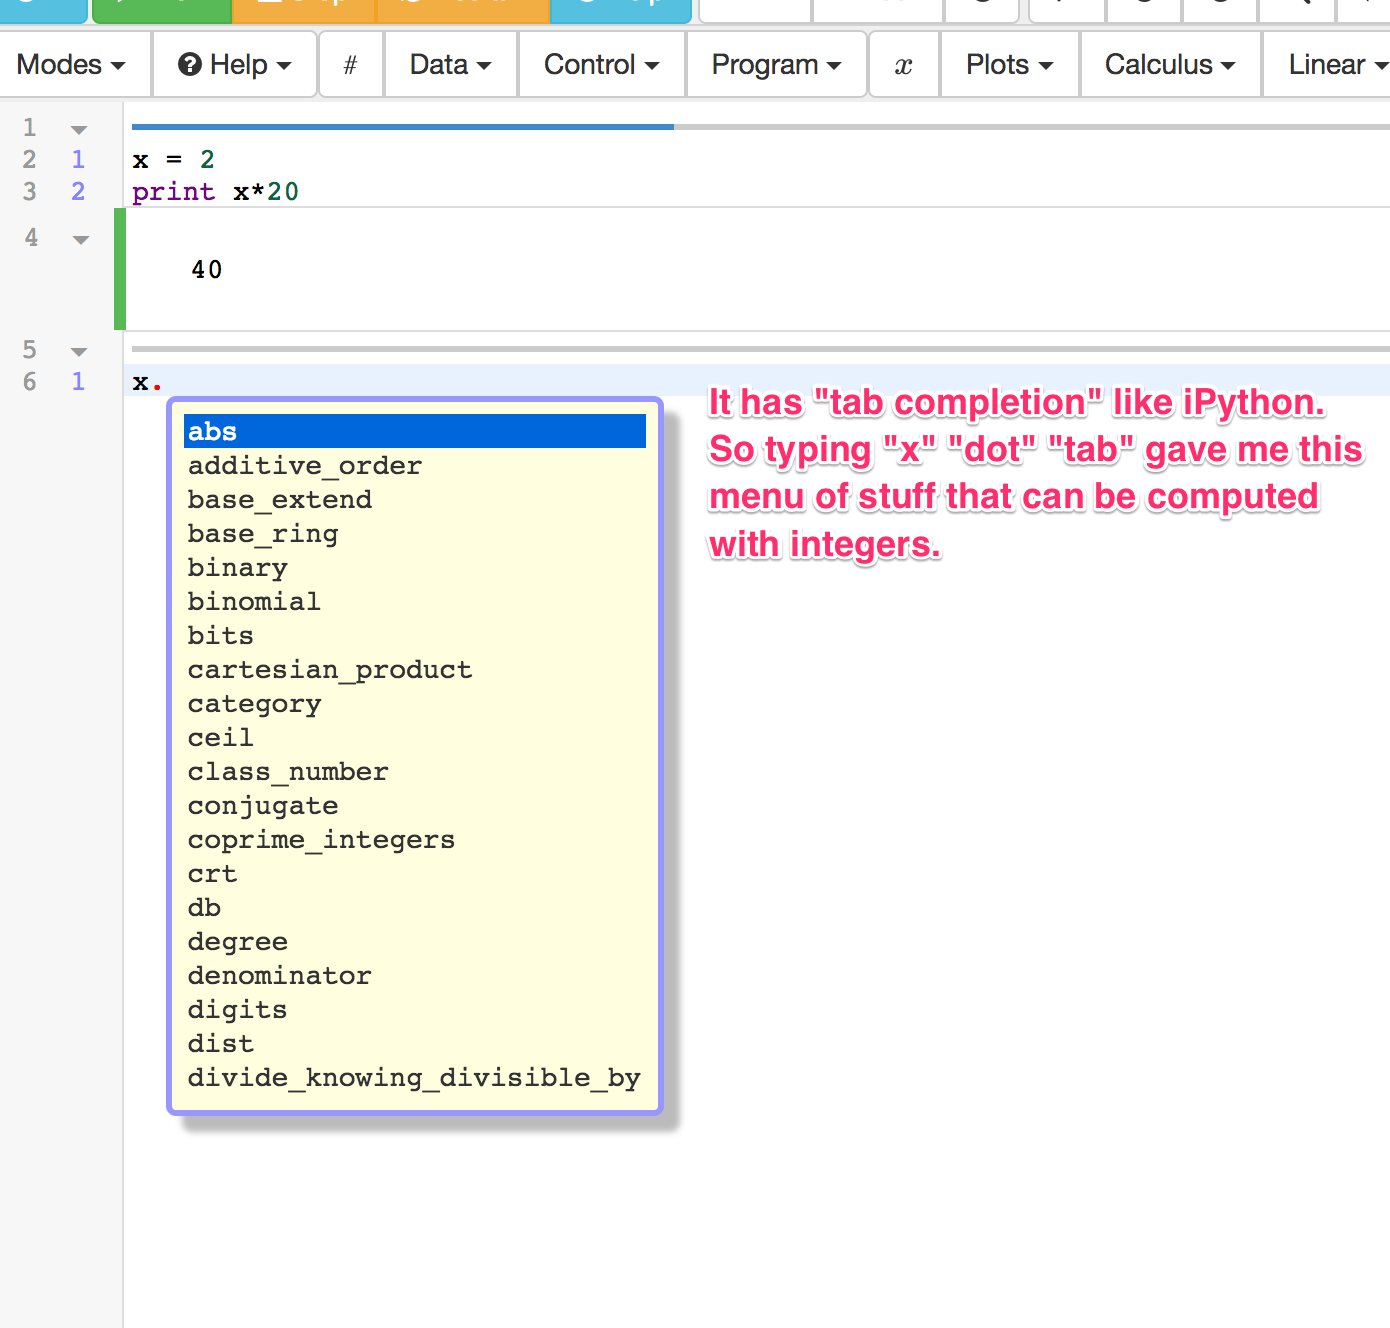 Modes Help # Data Control Program x Plots Calculus Linear
1
2 1 x = 2
3 2 print x*20
4
40
5
6 1 x.
abs
additive_order
base_extend
base_ring
binary
binomial
bits
cartesian_product
category
ceil
class_number
conjugate
coprime_integers
crt
db
degree
denominator
digits
dist
divide_knowing_divisible_by
It has "tab completion" like iPython.
So typing "x" "dot" "tab" gave me this
menu of stuff that can be computed
with integers.